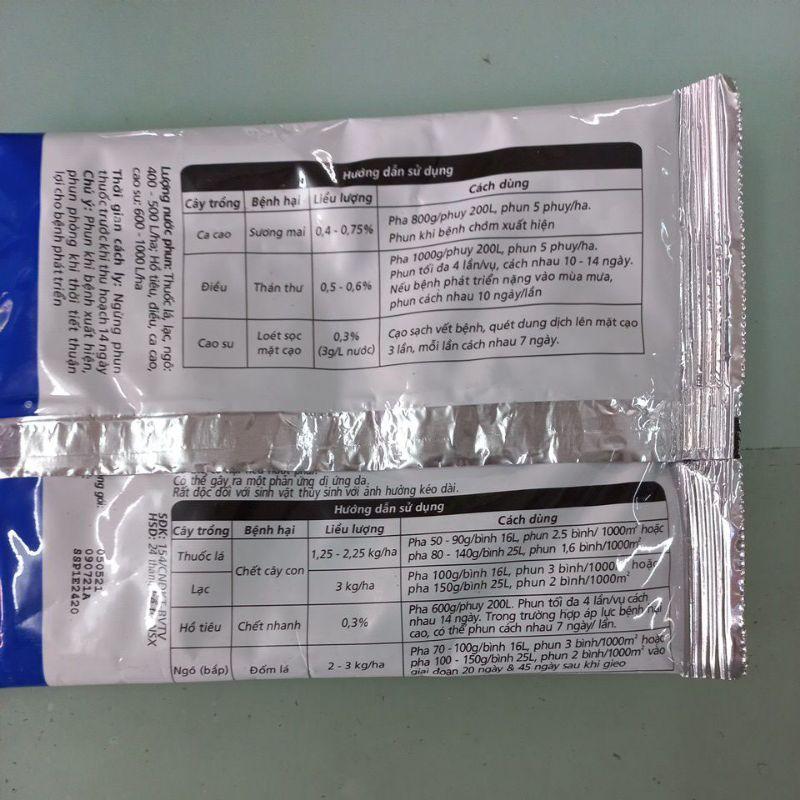 Hướng dẫn sử dụng
Cây trồng Bệnh hại Liều lượng Cách dùng
Ca cao Sương mai 0,4 - 0,75% Pha 800g/phuy 200L, phun 5 phuy/ha.
Phun khi bệnh chớm xuất hiện
Điều Thán thư 0,5 - 0,6% Pha 1000g/phuy 200L, phun 5 phuy/ha.
Phun tối đa 4 lần/vụ, cách nhau 10 - 14 ngày.
Nếu bệnh phát triển nặng vào mùa mưa,
phun cách nhau 10 ngày/lần
Cao su Loét sọc mặt cạo 0,3% (3g/L nước) Cạo sạch vết bệnh, quét dung dịch lên mặt cạo
3 lần, mỗi lần cách nhau 7 ngày.
Lượng nước phun: Thuốc lá, lạc, ngô:
400 - 500 L/ha; Hồ tiêu, điều, ca cao,
cao su: 600 - 1000 L/ha
Thời gian cách ly: Ngừng phun
thuốc trước khi thu hoạch 14 ngày
Chú ý: Phun khi bệnh xuất hiện,
phun phòng khi thời tiết thuận
lợi cho bệnh phát triển
Có thể gây ra một phản ứng dị ứng da.
Rất độc đối với sinh vật thủy sinh với ảnh hưởng kéo dài.
Hướng dẫn sử dụng
Cây trồng Bệnh hại Liều lượng Cách dùng
Thuốc lá Chết cây con 1,25 - 2,25 kg/ha Pha 50 - 90g/bình 16L, phun 2.5 bình/ 1000m² hoặc
pha 80 - 140g/bình 25L, phun 1,6 bình/1000m²
Lạc 3 kg/ha Pha 100g/bình 16L, phun 3 bình/1000m² hoặc
pha 150g/bình 25L, phun 2 bình/1000m²
Hồ tiêu Chết nhanh 0,3% Pha 600g/phuy 200L. Phun tối đa 4 lần/vụ cách
nhau 14 ngày. Trong trường hợp áp lực bệnh
cao, có thể phun cách nhau 7 ngày/ lần.
Ngô (bắp) Đốm lá 2 - 3 kg/ha Pha 70 - 100g/bình 16L, phun 3 bình/1000m² hoặc
pha 100 - 150g/bình 25L, phun 2 bình/1000m² vào
giai đoạn 20 ngày & 45 ngày sau khi gieo
SĐK: 154/
HSD: 24 NSX
050521
090721A
SSP1E2420
gói: